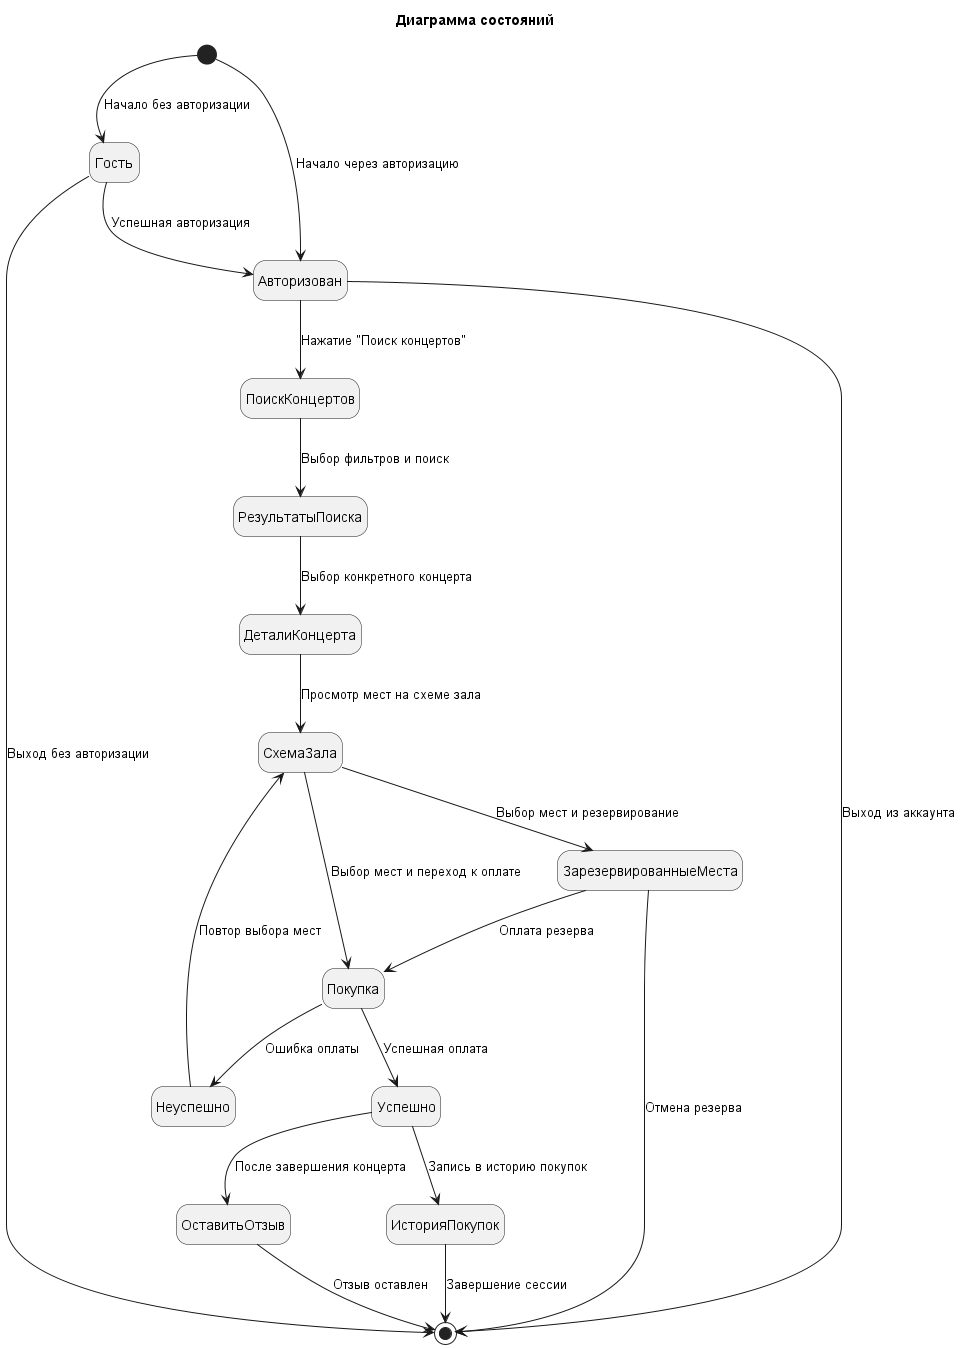 Диаграмма состояний
Начало без авторизации
Гость
Начало через авторизацию
Успешная авторизация
Авторизован
Нажатие "Поиск концертов"
ПоискКонцертов
Выбор фильтров и поиск
РезультатыПоиска
Выбор конкретного концерта
ДеталиКонцерта
Просмотр мест на схеме зала
СхемаЗала
Выход без авторизации
Выбор мест и резервирование
Выход из аккаунта
ЗарезервированныеМеста
Выбор мест и переход к оплате
Повтор выбора мест
Оплата резерва
Покупка
Ошибка оплаты
Успешная оплата
Неуспешно
Успешно
Отмена резерва
После завершения концерта
Запись в историю покупок
ОставитьОтзыв
ИсторияПокупок
Отзыв оставлен
Завершение сессии